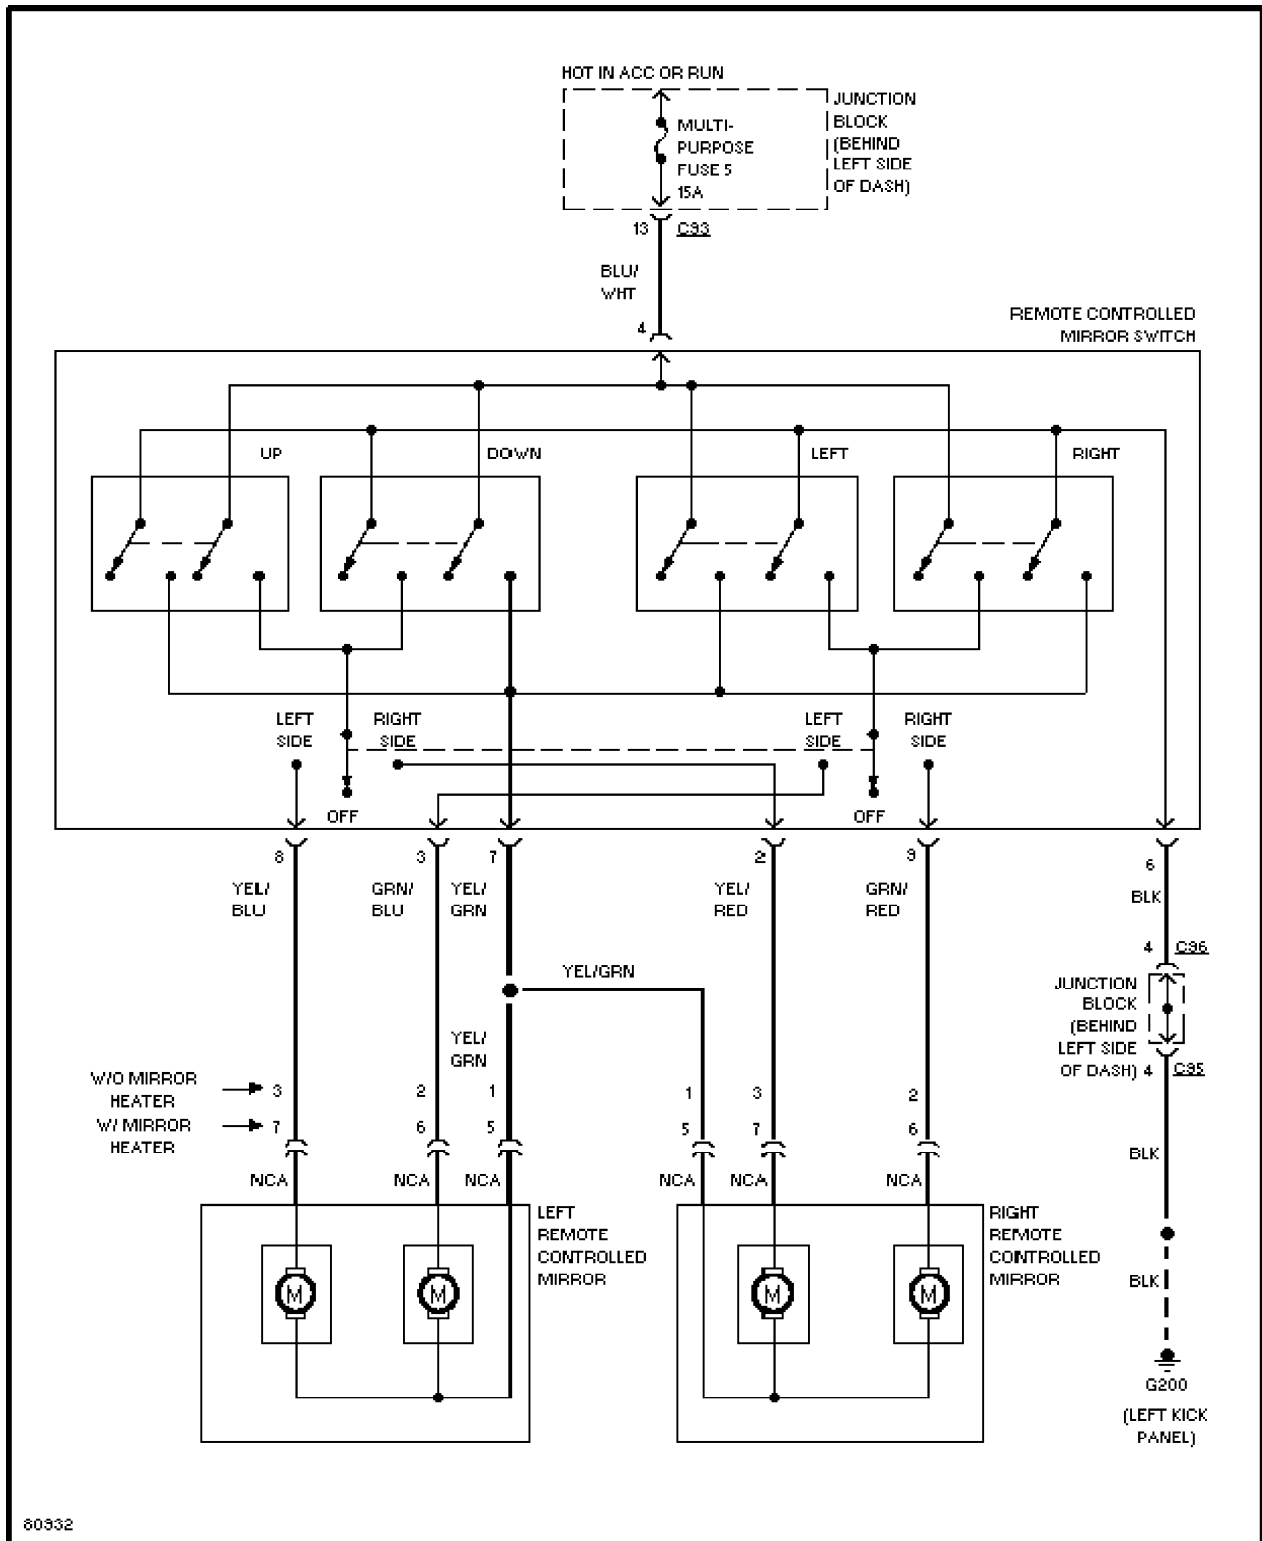 HOT IN ACC OR RUN
MULTI-
PURPOSE
FUSE 5
15A
JUNCTION
BLOCK
(BEHIND
LEFT SIDE
OF DASH)
13 C93
BLU/
WHT
4
REMOTE CONTROLLED
MIRROR SWITCH
UP DOWN LEFT RIGHT
LEFT
SIDE
RIGHT
SIDE
OFF
LEFT
SIDE
RIGHT
SIDE
OFF
8 3 7 2 9 6
YEL/
BLU
GRN/
BLU
YEL/
GRN
YEL/
RED
GRN/
RED
BLK
4 C96
YEL/GRN
JUNCTION
BLOCK
(BEHIND
LEFT SIDE
OF DASH)
4 C95
YEL/
GRN
W/O MIRROR
HEATER
3 2 1 1 3 2
W/ MIRROR
HEATER
7 6 5 5 7 6
BLK
NCA NCA NCA NCA NCA NCA
LEFT
REMOTE
CONTROLLED
MIRROR
RIGHT
REMOTE
CONTROLLED
MIRROR
M M M M
BLK
G200
(LEFT KICK
PANEL)
80932